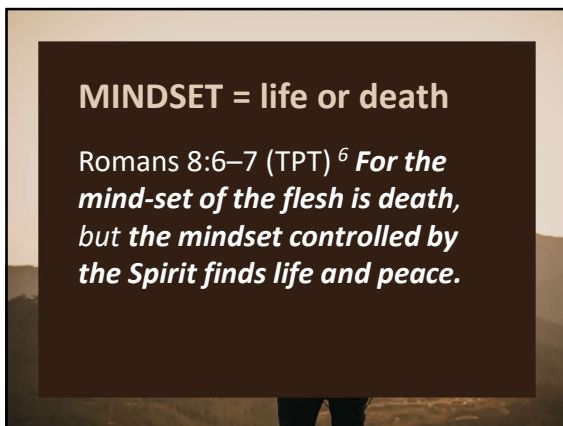 MINDSET = life or death
Romans 8:6–7 (TPT) 6 For the
mind-set of the flesh is death,
but the mindset controlled by
the Spirit finds life and peace.